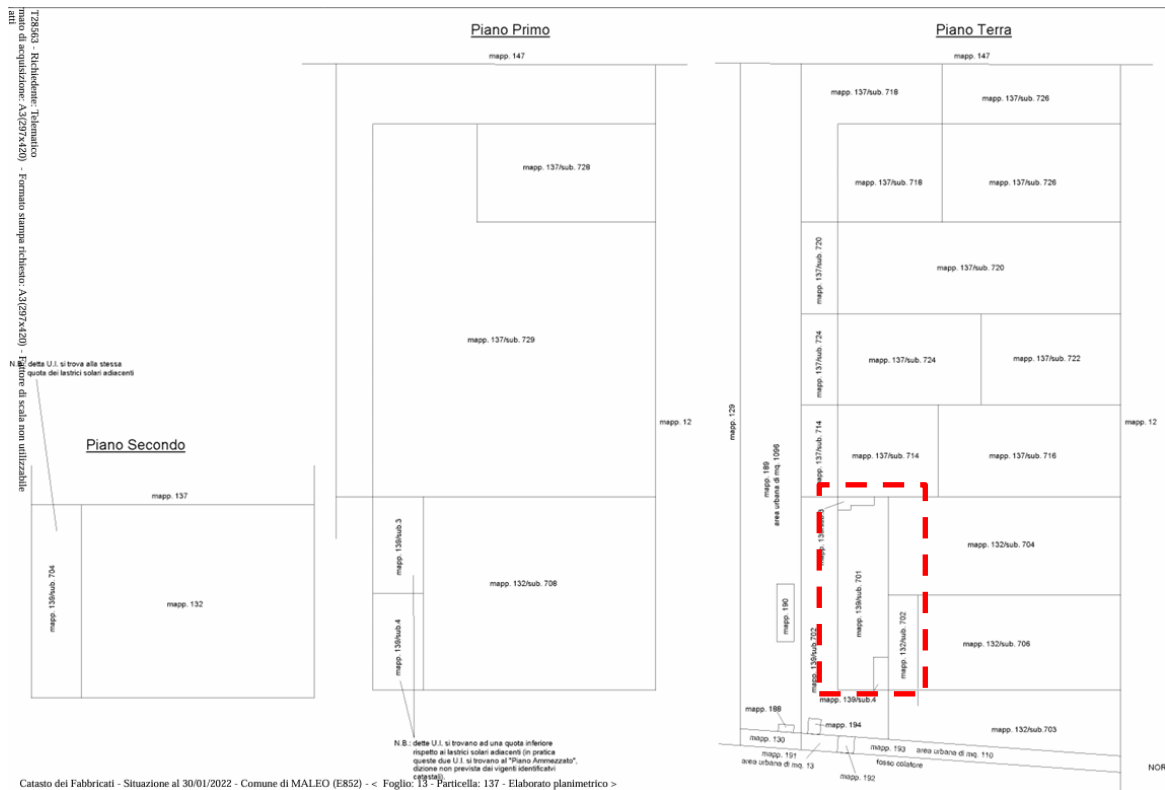 T28563 - Richiedente: Telematico
rmato di acquisizione: A3(297x420) - Formato stampa richiesto: A3(297x420) - Fattore di scala non utilizzabile
atti
Piano Primo
mapp. 147
mapp. 137/sub. 728
mapp. 137/sub. 729
mapp. 12
mapp. 139/sub.3
mapp. 139/sub.4
mapp. 132/sub. 708
N.B.: dette U.I. si trovano ad una quota inferiore
rispetto ai lastrici solari adiacenti (in pratica
queste due U.I. si trovano al "Piano Ammezzato",
dizione non prevista dai vigenti identificativi
catastali).
N.B.: detta U.I. si trova alla stessa
quota dei lastrici solari adiacenti
Piano Secondo
mapp. 137
mapp. 139/sub. 704
mapp. 132
Piano Terra
mapp. 147
mapp. 137/sub. 718
mapp. 137/sub. 726
mapp. 137/sub. 718
mapp. 137/sub. 726
mapp. 137/sub. 720
mapp. 137/sub. 720
mapp. 137/sub. 724
mapp. 137/sub. 724
mapp. 137/sub. 722
mapp. 129
mapp. 12
mapp. 189
area urbana di mq. 1096
mapp. 137/sub. 714
mapp. 137/sub. 714
mapp. 137/sub. 716
mapp. 139/sub. 701
mapp. 132/sub. 704
mapp. 190
mapp. 139/sub. 702
mapp. 132/sub. 702
mapp. 132/sub. 706
mapp. 139/sub.4
mapp. 188
mapp. 194
mapp. 132/sub.703
mapp. 130
mapp. 191
area urbana di mq. 13
mapp. 193
area urbana di mq. 110
fosso colatore
mapp. 192
NOR
Catasto dei Fabbricati - Situazione al 30/01/2022 - Comune di MALEO (E852) - < Foglio: 13 - Particella: 137 - Elaborato planimetrico >